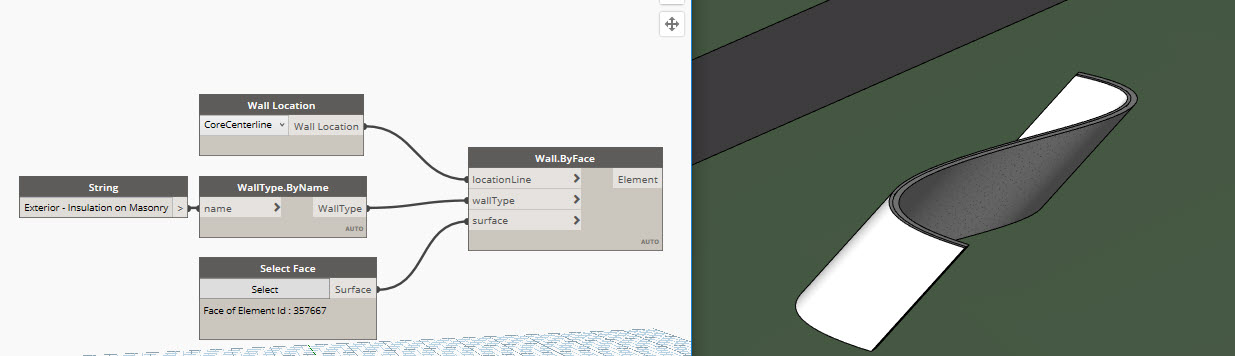 Wall Location
CoreCenterline
Wall Location
String
Exterior - Insulation on Masonry
>
WallType.ByName
name
>
WallType
AUTO
Select Face
Select
Surface
Face of Element Id : 357667
Wall.ByFace
locationLine
>
Element
wallType
>
surface
>
AUTO